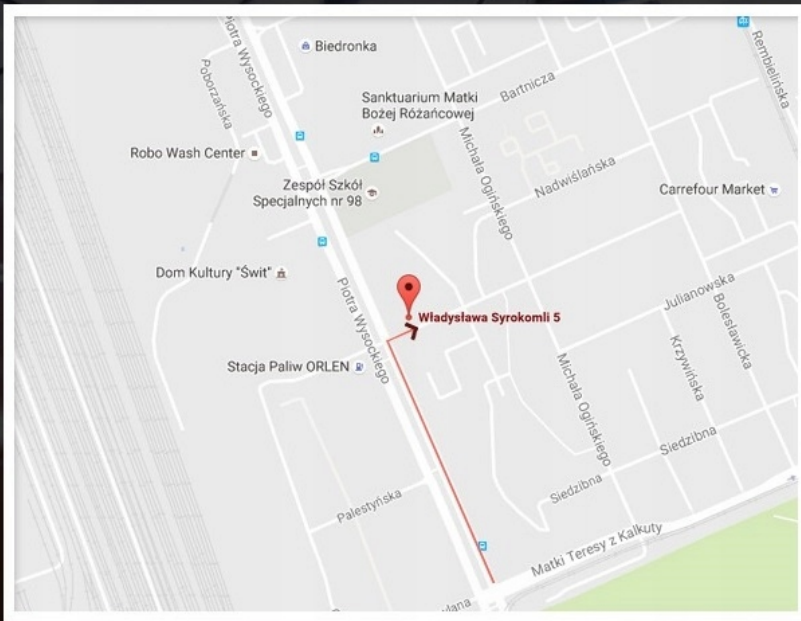 Biedronka
Piotra Wysockiego
Poborzańska
Rembielińska
Bartnicza
Sanktuarium Matki
Bożej Różańcowej
Robo Wash Center
Michała Ogińskiego
Nadwiślańska
Zespół Szkół
Specjalnych nr 98
Carrefour Market
Dom Kultury "Świt"
Piotra Wysockiego
Julianowska
Bolesławicka
Władysława Syrokomli 5
Krzywińska
Stacja Paliw ORLEN
Michała Ogińskiego
Siedzibna
Siedzibna
Palestyńska
Matki Teresy z Kalkuty